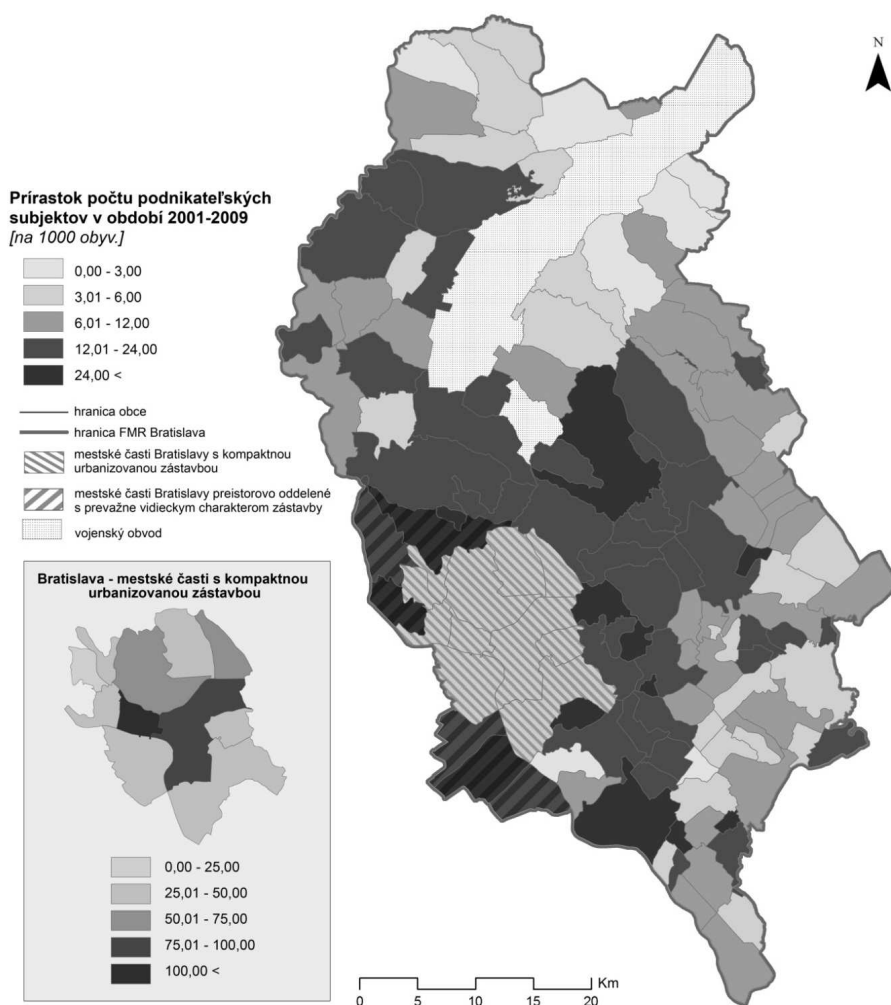 N
Prírastok počtu podnikateľských
subjektov v období 2001-2009
[na 1000 obyv.]
0,00 - 3,00
3,01 - 6,00
6,01 - 12,00
12,01 - 24,00
24,00 <
hranica obce
hranica FMR Bratislava
mestské časti Bratislavy s kompaktnou
urbanizovanou zástavbou
mestské časti Bratislavy preistorovo oddelené
s prevažne vidieckym charakterom zástavby
vojenský obvod
Bratislava - mestské časti s kompaktnou
urbanizovanou zástavbou
0,00 - 25,00
25,01 - 50,00
50,01 - 75,00
75,01 - 100,00
100,00 <
Km
0 5 10 15 20